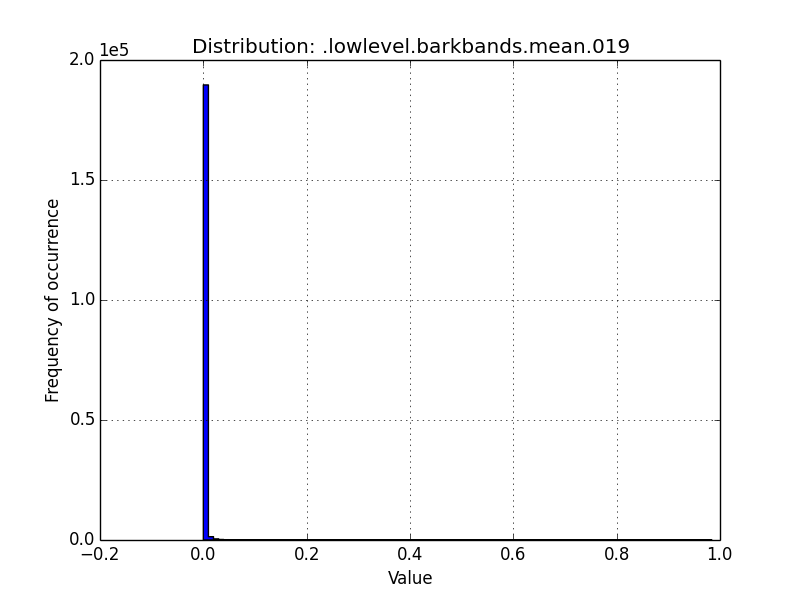 Distribution: .lowlevel.barkbands.mean.019
1e5
2.0
1.5
1.0
0.5
0.0
Frequency of occurrence
−0.2 0.0 0.2 0.4 0.6 0.8 1.0
Value